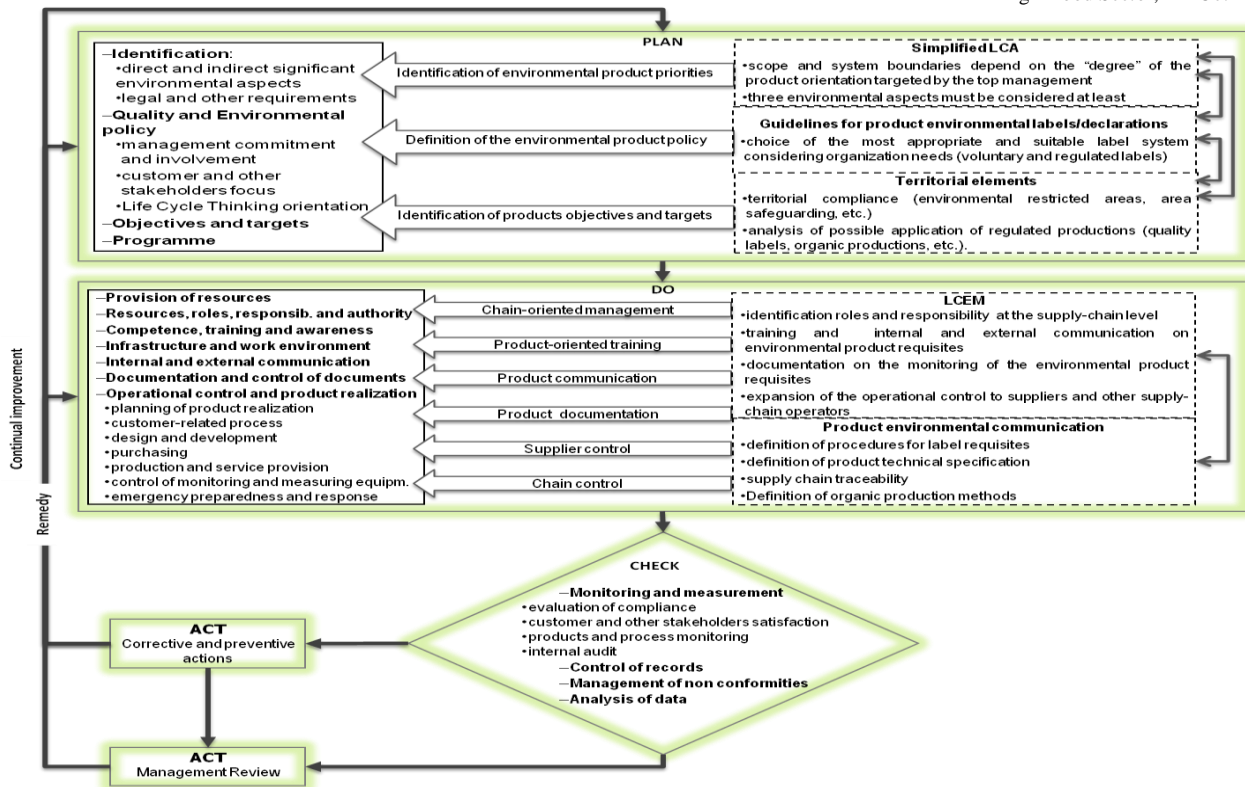 PLAN
–Identification:
•direct and indirect significant
environmental aspects
•legal and other requirements
–Quality and Environmental
policy
•management commitment
and involvement
•customer and other
stakeholders focus
•Life Cycle Thinking orientation
–Objectives and targets
–Programme
Identification of environmental product priorities
Definition of the environmental product policy
Identification of products objectives and targets
Simplified LCA
•scope and system boundaries depend on the “degree” of the
product orientation targeted by the top management
•three environmental aspects must be considered at least
Guidelines for product environmental labels/declarations
•choice of the most appropriate and suitable label system
considering organization needs (voluntary and regulated labels)
Territorial elements
•territorial compliance (environmental restricted areas, area
safeguarding, etc.)
•analysis of possible application of regulated productions (quality
labels, organic productions, etc.).
DO
–Provision of resources
–Resources, roles, responsib. and authority
–Competence, training and awareness
–Infrastructure and work environment
–Internal and external communication
–Documentation and control of documents
–Operational control and product realization
•planning of product realization
•customer-related process
•design and development
•purchasing
•production and service provision
•control of monitoring and measuring equipm.
•emergency preparedness and response
Chain-oriented management
Product-oriented training
Product communication
Product documentation
Supplier control
Chain control
LCEM
•identification roles and responsibility at the supply-chain level
•training and internal and external communication on
environmental product requisites
•documentation on the monitoring of the environmental product
requisites
•expansion of the operational control to suppliers and other supply-
chain operators
Product environmental communication
•definition of procedures for label requisites
•definition of product technical specification
•supply chain traceability
•Definition of organic production methods
Continual improvement
Remedy
CHECK
–Monitoring and measurement
•evaluation of compliance
•customer and other stakeholders satisfaction
•products and process monitoring
•internal audit
–Control of records
–Management of non conformities
–Analysis of data
ACT
Corrective and preventive
actions
ACT
Management Review